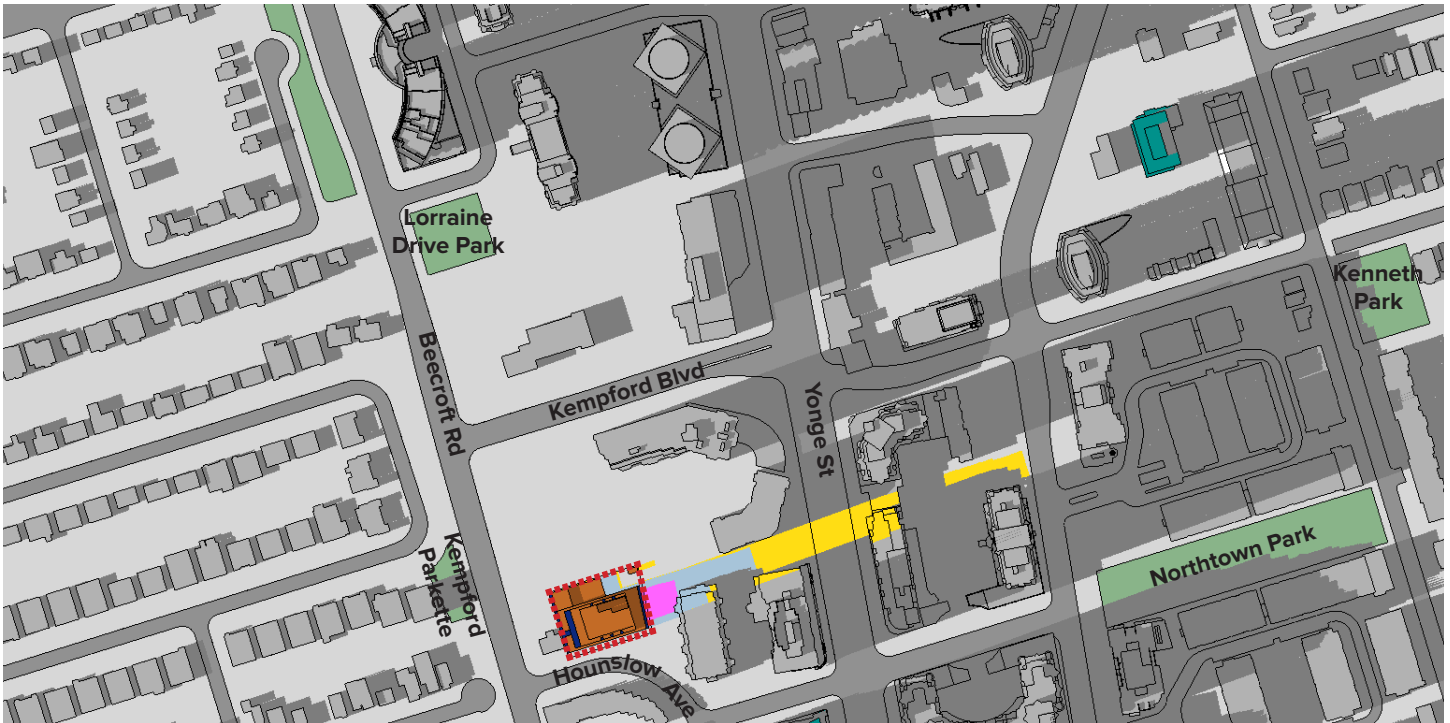 Lorraine
Drive Park
Kenneth
Park
Beecroft Rd
Kempford Blvd
Yonge St
Kempford
Parkette
Northtown Park
Hounslow Ave